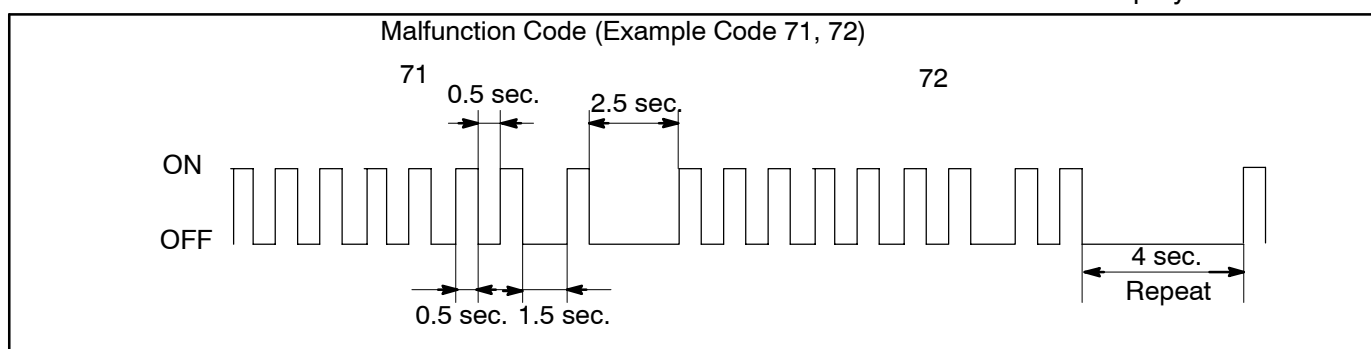 Malfunction Code (Example Code 71, 72)
71
72
0.5 sec.
2.5 sec.
ON
OFF
4 sec.
Repeat
0.5 sec.
1.5 sec.